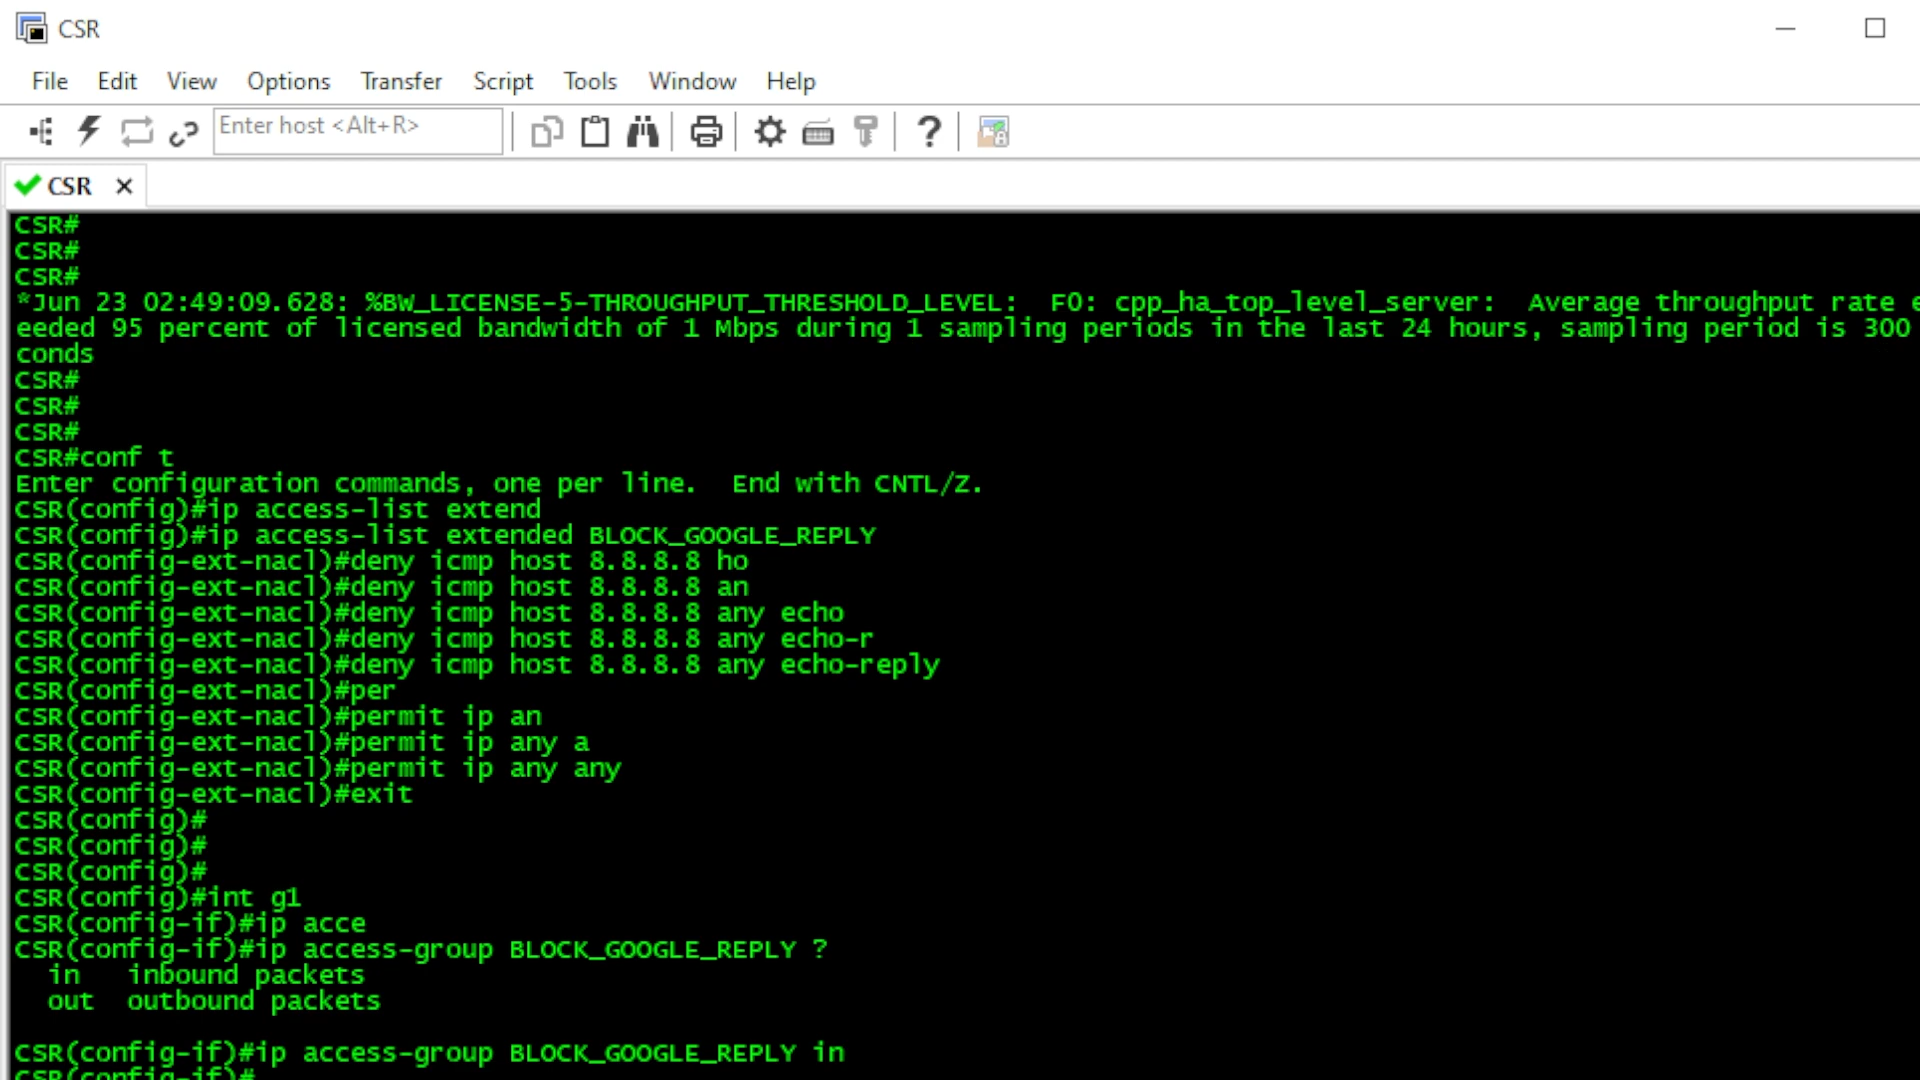 CSR
File Edit View Options Transfer Script Tools Window Help
Enter host <Alt+R>
CSR
CSR#
CSR#
CSR#
*Jun 23 02:49:09.628: %BW_LICENSE-5-THROUGHPUT_THRESHOLD_LEVEL:  F0: cpp_ha_top_level_server:  Average throughput rate
eeded 95 percent of licensed bandwidth of 1 Mbps during 1 sampling periods in the last 24 hours, sampling period is 300
conds
CSR#
CSR#
CSR#
CSR#conf t
Enter configuration commands, one per line.  End with CNTL/Z.
CSR(config)#ip access-list extend
CSR(config)#ip access-list extended BLOCK_GOOGLE_REPLY
CSR(config-ext-nacl)#deny icmp host 8.8.8.8 ho
CSR(config-ext-nacl)#deny icmp host 8.8.8.8 an
CSR(config-ext-nacl)#deny icmp host 8.8.8.8 any echo
CSR(config-ext-nacl)#deny icmp host 8.8.8.8 any echo-r
CSR(config-ext-nacl)#deny icmp host 8.8.8.8 any echo-reply
CSR(config-ext-nacl)#per
CSR(config-ext-nacl)#permit ip an
CSR(config-ext-nacl)#permit ip any a
CSR(config-ext-nacl)#permit ip any any
CSR(config-ext-nacl)#exit
CSR(config)#
CSR(config)#
CSR(config)#
CSR(config)#int g1
CSR(config-if)#ip acce
CSR(config-if)#ip access-group BLOCK_GOOGLE_REPLY ?
  in   inbound packets
  out  outbound packets
CSR(config-if)#ip access-group BLOCK_GOOGLE_REPLY in
CSR(config-if)#